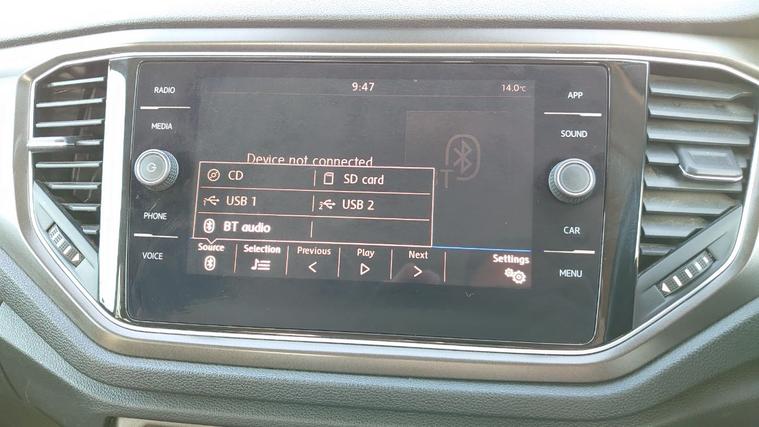 RADIO
MEDIA
PHONE
VOICE
9:47
14.0°C
Device not connected
BT
CD
SD card
USB 1
USB 2
BT audio
Source
Selection
Previous
Play
Next
Settings
APP
SOUND
CAR
MENU